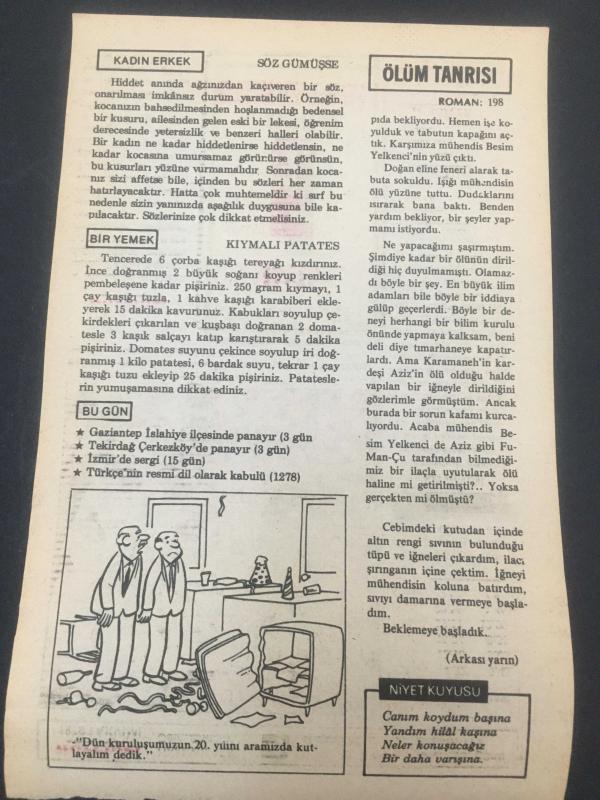 KADIN ERKEK
SÖZ GÜMÜŞSE
Hiddet anında ağzınızdan kaçıveren bir söz,
onarılması imkânsız durum yaratabilir. Örneğin,
kocanızın bahsedilmesinden hoşlanmadığı bedensel
bir kusuru, ailesinden gelen eski bir lekesi, öğrenim
derecesinde yetersizlik ve benzeri halleri olabilir.
Bir kadın ne kadar hiddetlenirse hiddetlensin, ne
kadar kocasına umursamaz görürürse görünsün,
bu kusurları yüzüne vurmamalıdır Sonradan koca-
nız sizi affetse bile, içinden bu sözleri her zaman
hatırlayacaktır. Hatta çok muhtemeldir ki sırf bu
nedenle sizin yanınızda aşağılık duygusuna bile ka-
pılacaktır. Sözlerinize çok dikkat etmelisiniz.
BİR YEMEK
KIYMALI PATATES
Tencerede 6 çorba kaşığı tereyağı kızdırınız.
İnce doğranmış 2 büyük soğanı koyup renkleri
pembeleşene kadar pişiriniz. 250 gram kıymayı, 1
çay kaşığı tuzla, 1 kahve kaşığı karabiberi ekle-
yerek 15 dakika kavurunuz. Kabukları soyulup çe-
kirdekleri çıkarılan ve kuşbaşı doğranan 2 doma-
tesle 3 kaşık salçayı katıp karıştırarak 5 dakika
pişiriniz. Domates suyunu çekince soyulup iri doğ-
ranmış 1 kilo patatesi, 6 bardak suyu, tekrar 1 çay
kaşığı tuzu ekleyip 25 dakika pişiriniz. Patatesle-
rin yumuşamasına dikkat ediniz.
BU GÜN
★ Gaziantep İslahiye ilçesinde panayır (3 gün
★ Tekirdağ Çerkezköy'de panayır (3 gün)
★ İzmir'de sergi (15 gün)
★ Türkçe'nin resmi dil olarak kabulü (1278)
-"Dün kuruluşumuzun 20. yılını aramızda kut-
layalım dedik."
ÖLÜM TANRISI
ROMAN: 198
pıda bekliyordu. Hemen işe ko-
yulduk ve tabutun kapağını aç-
tık. Karşımıza mühendis Besim
Yelkenci'nin yüzü çıktı.
Doğan eline feneri alarak ta-
buta sokuldu. Işığı mühendisin
ölü yüzüne tuttu. Dudaklarını
ısırarak bana baktı. Benden
yardım bekliyor, bir şeyler yap-
mamı istiyordu.
Ne yapacağımı şaşırmıştım.
Şimdiye kadar bir ölünün diril-
diği hiç duyulmamıştı. Olamaz-
dı böyle bir şey. En büyük ilim
adamları bile böyle bir iddiaya
gülüp geçerlerdi. Böyle bir de-
neyi herhangi bir bilim kurulu
önünde yapmaya kalksam, beni
deli diye tımarhaneye kapatır-
lardı. Ama Karamaneh'in kar-
deşi Aziz'in ölü olduğu halde
yapılan bir iğneyle dirildiğini
gözlerimle görmüştüm. Ancak
burada bir sorun kafamı kurca-
lıyordu. Acaba mühendis Be-
sim Yelkenci de Aziz gibi Fu-
Man-Çu tarafından bilmediği-
miz bir ilaçla uyutularak ölü
haline mi getirilmişti?.. Yoksa
gerçekten mi ölmüştü?
Cebimdeki kutudan içinde
altın rengi sıvının bulunduğu
tüpü ve iğneleri çıkardım, ilacı
şırınganın içine çektim. İğneyi
mühendisin koluna batırdım,
sıvıyı damarına vermeye başla-
dım.
Beklemeye başladık.
(Arkası yarın)
NİYET KUYUSU
Canım koydum başına
Yandım hilâl kaşına
Neler konuşacağız
Bir daha varışına.